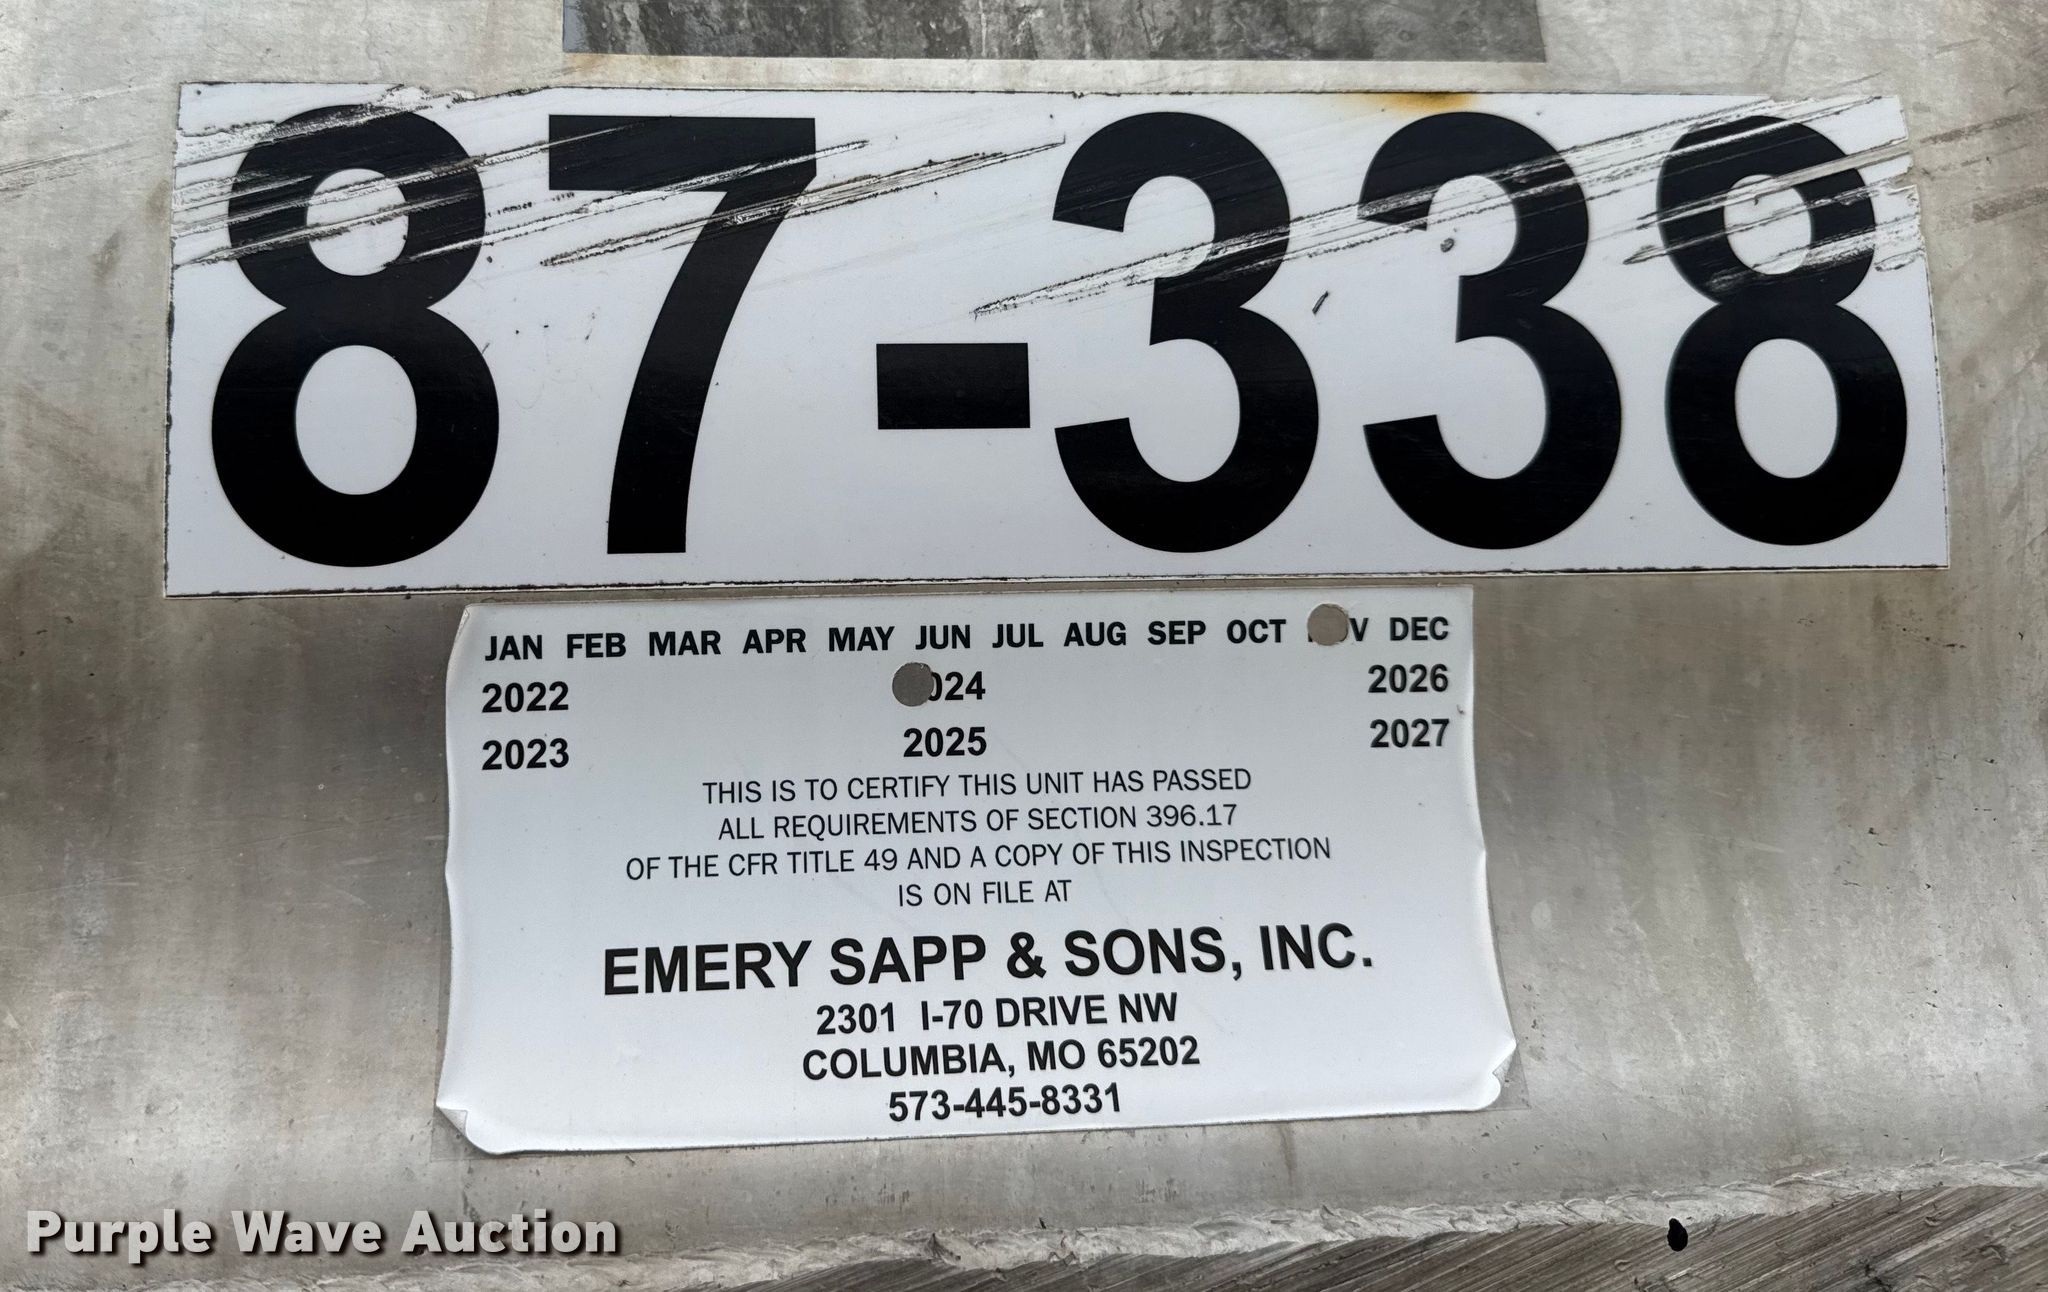 87-338
JAN FEB MAR APR MAY JUN JUL AUG SEP OCT V DEC
2022 024 2026
2023 2025 2027
THIS IS TO CERTIFY THIS UNIT HAS PASSED
ALL REQUIREMENTS OF SECTION 396.17
OF THE CFR TITLE 49 AND A COPY OF THIS INSPECTION
IS ON FILE AT
EMERY SAPP & SONS, INC.
2301 I-70 DRIVE NW
COLUMBIA, MO 65202
573-445-8331
Purple Wave Auction